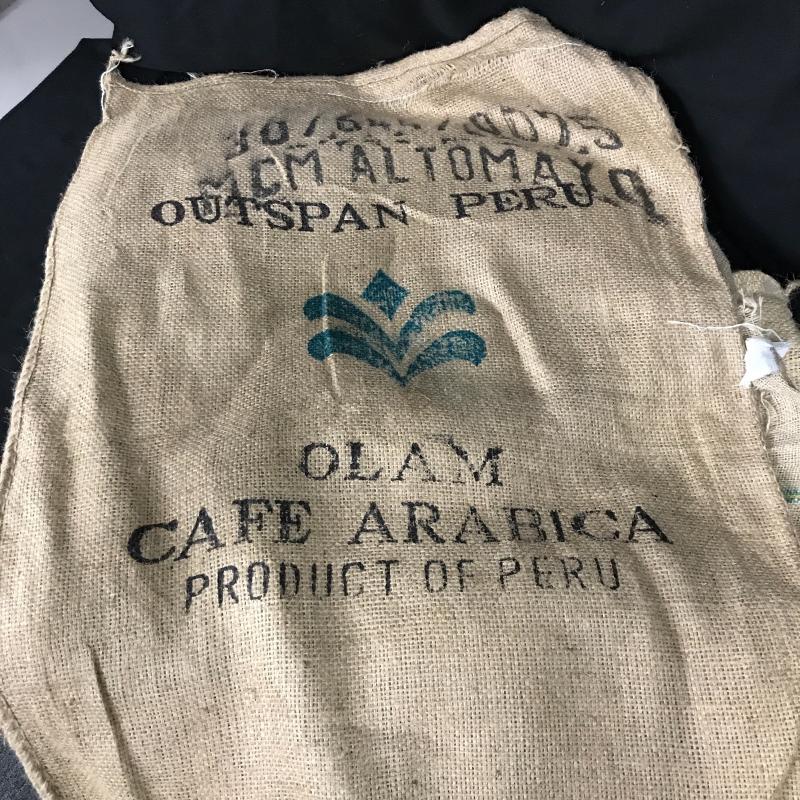 MCM ALTOMAYO
OUTSPAN PERU
OLAM
CAFE ARABICA
PRODUCT OF PERU